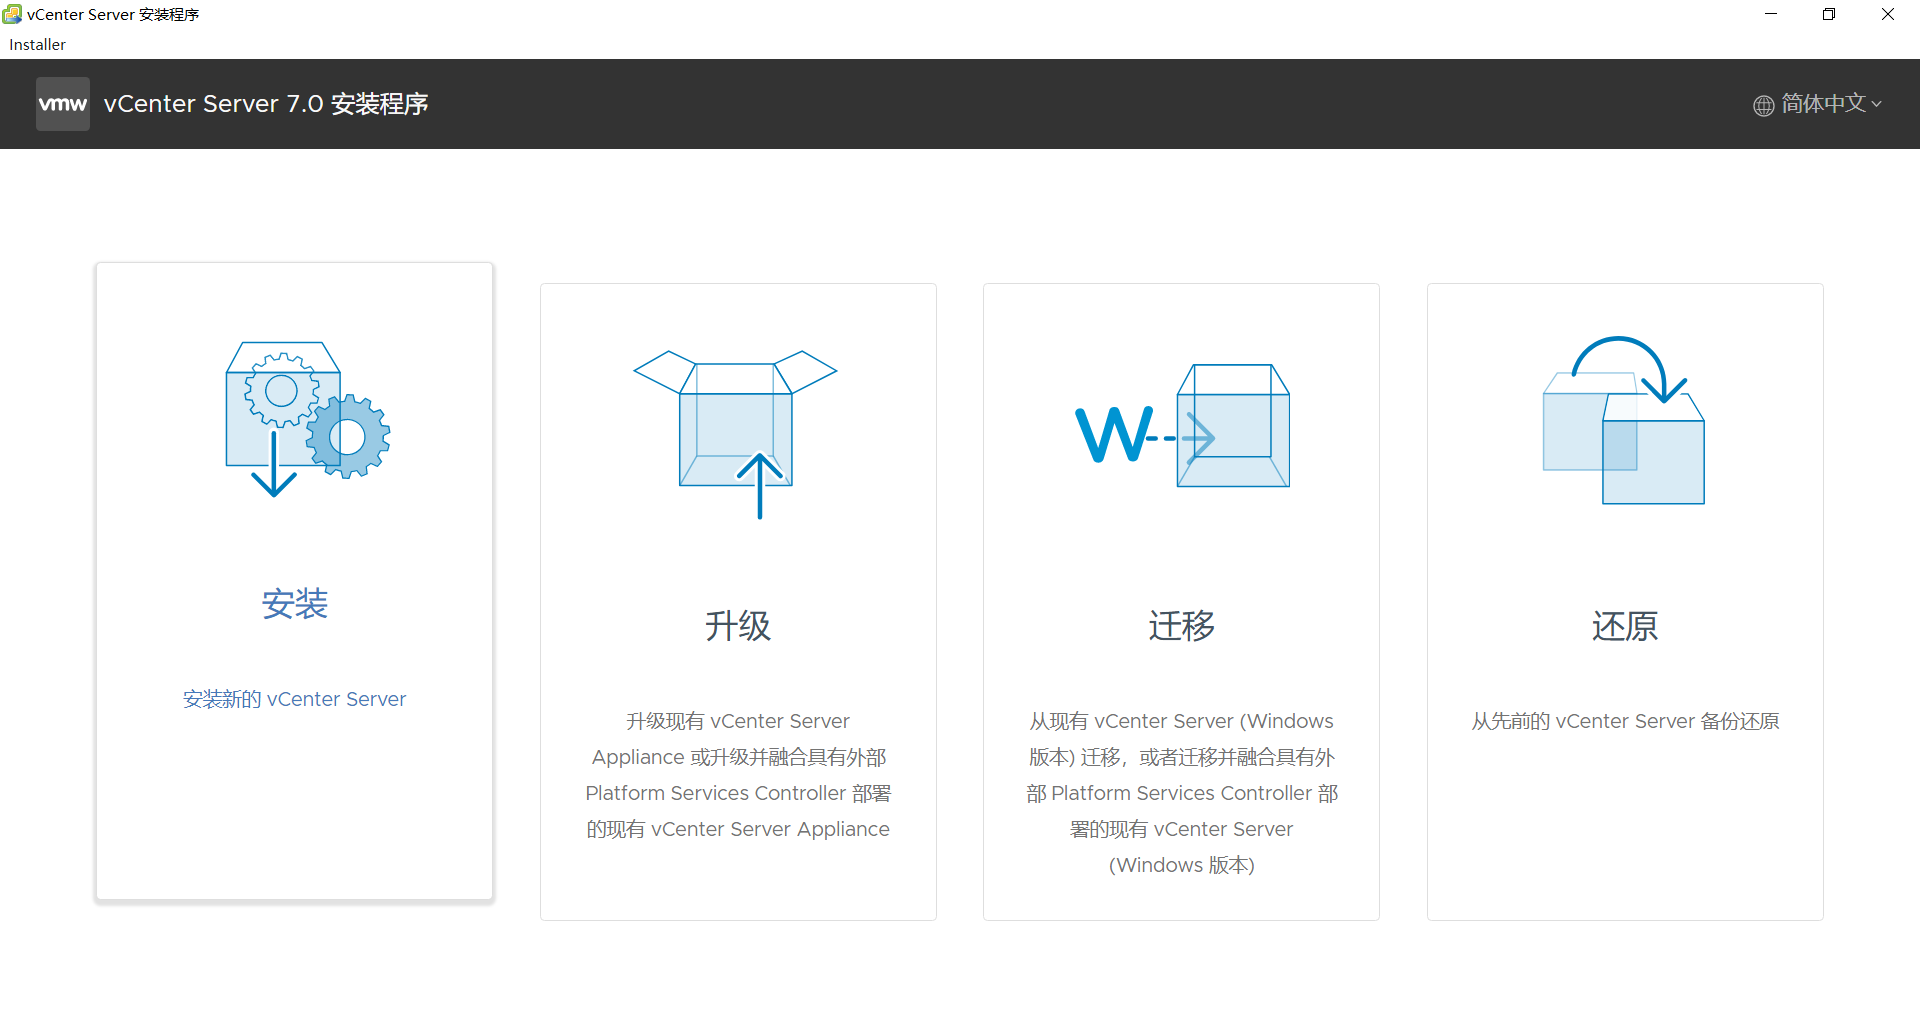 vCenter Server 安装程序
Installer
vmw
vCenter Server 7.0 安装程序
简体中文
安装
安装新的 vCenter Server
升级
升级现有 vCenter Server
Appliance 或升级并融合具有外部
Platform Services Controller 部署
的现有 vCenter Server Appliance
W
迁移
从现有 vCenter Server (Windows
版本) 迁移，或者迁移并融合具有外
部 Platform Services Controller 部
署的现有 vCenter Server
(Windows 版本)
还原
从先前的 vCenter Server 备份还原